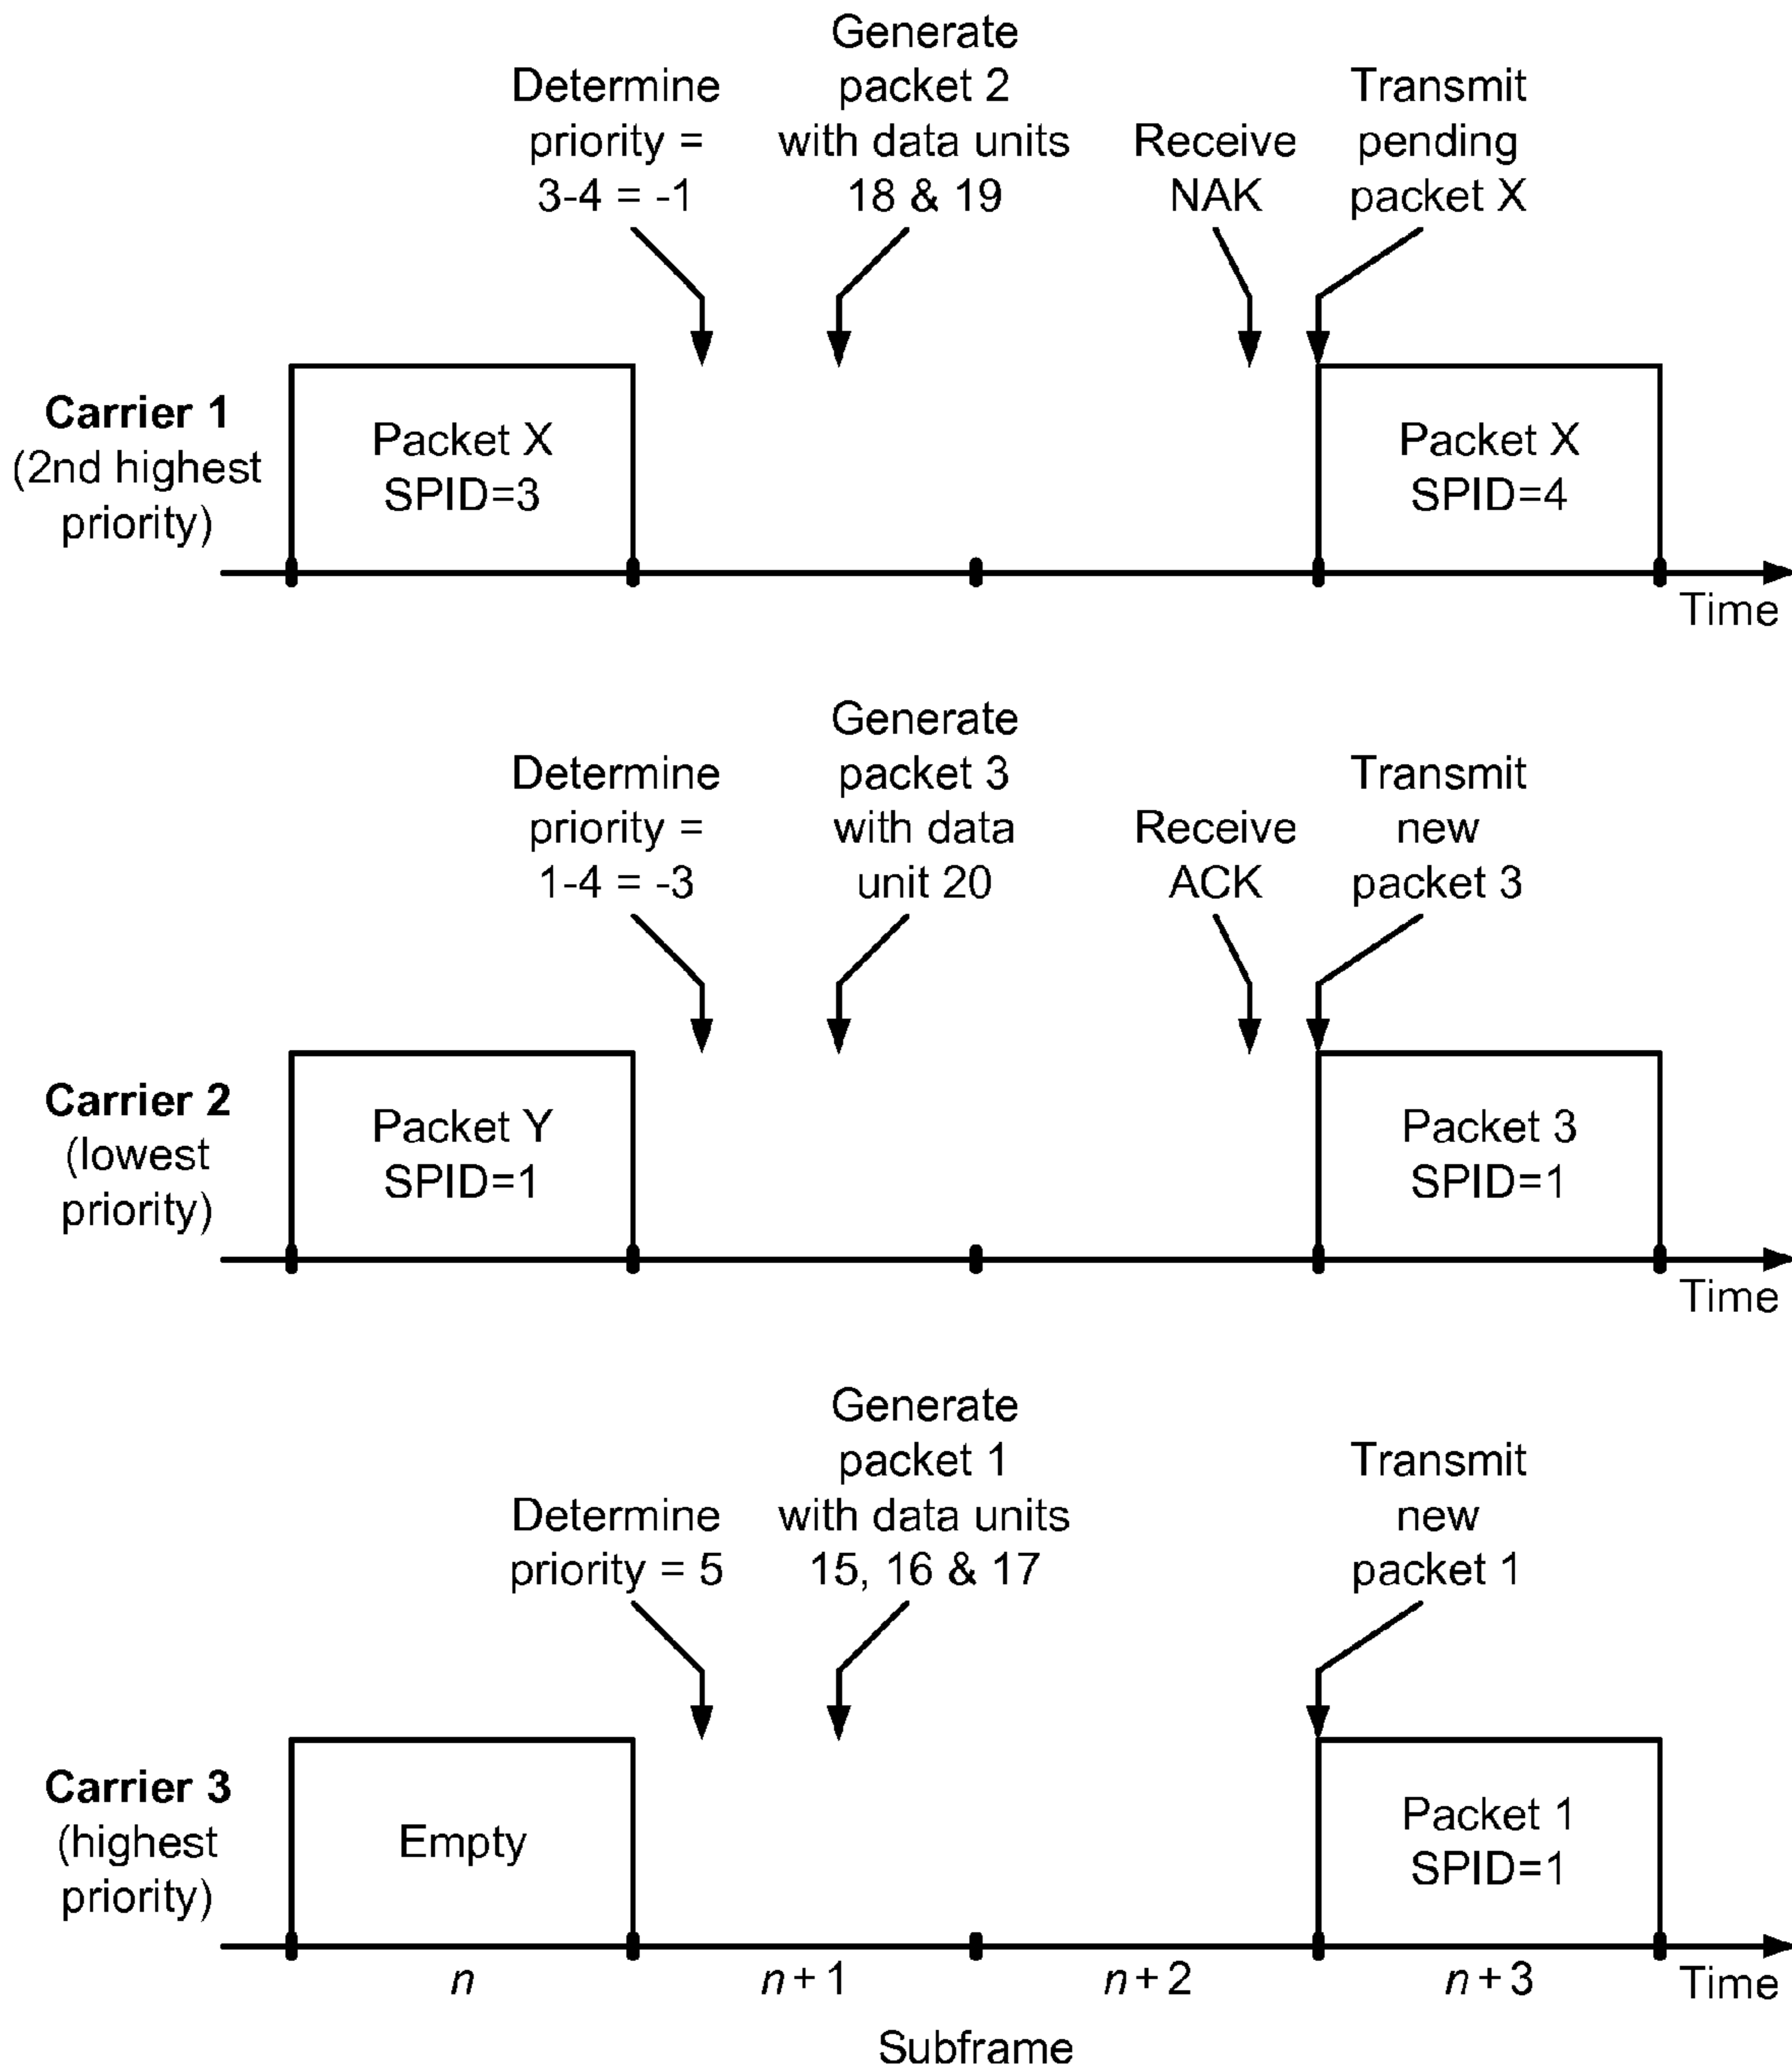 Generate
packet 2
with data units
18 & 19
Determine
priority =
3-4 = -1
Receive
NAK
Transmit
pending
packet X
Carrier 1
(2nd highest
priority)
Packet X
SPID=3
Packet X
SPID=4
Time
Generate
packet 3
with data
unit 20
Determine
priority =
1-4 = -3
Receive
ACK
Transmit
new
packet 3
Carrier 2
(lowest
priority)
Packet Y
SPID=1
Packet 3
SPID=1
Time
Generate
packet 1
with data units
15, 16 & 17
Determine
priority = 5
Transmit
new
packet 1
Carrier 3
(highest
priority)
Empty
Packet 1
SPID=1
n
n+1
n+2
n+3
Time
Subframe